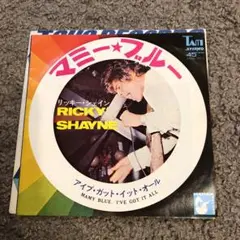 マミー★ブルー
TAM
STEREO
45
リッキー・シェイン
RICKY
SHAYNE
アイブ・ガット・イット・オール
MAMY BLUE. I'VE GOT IT ALL